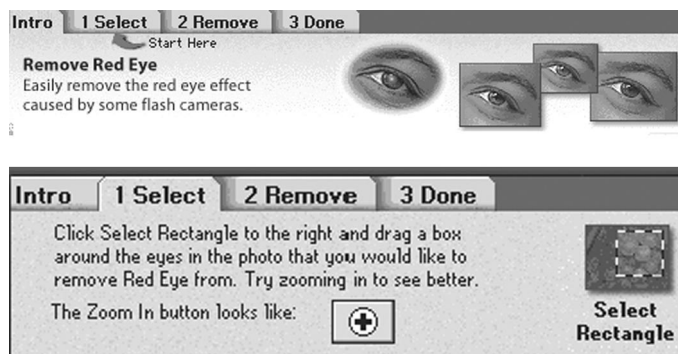 Intro 1 Select 2 Remove 3 Done
Start Here
Remove Red Eye
Easily remove the red eye effect
caused by some flash cameras.
Intro 1 Select 2 Remove 3 Done
Click Select Rectangle to the right and drag a box
around the eyes in the photo that you would like to
remove Red Eye from. Try zooming in to see better.
The Zoom In button looks like:
Select
Rectangle